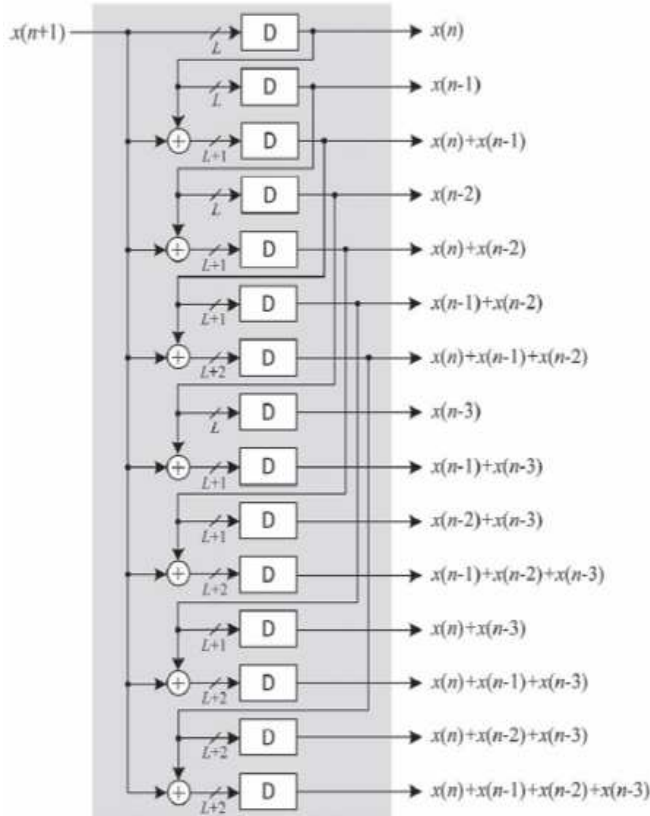 x(n+1) L D x(n)
L D x(n-1)
+ L+1 D x(n)+x(n-1)
L D x(n-2)
+ L+1 D x(n)+x(n-2)
L+1 D x(n-1)+x(n-2)
+ L+2 D x(n)+x(n-1)+x(n-2)
L D x(n-3)
+ L+1 D x(n-1)+x(n-3)
L+1 D x(n-2)+x(n-3)
+ L+2 D x(n-1)+x(n-2)+x(n-3)
L+1 D x(n)+x(n-3)
+ L+2 D x(n)+x(n-1)+x(n-3)
L+2 D x(n)+x(n-2)+x(n-3)
+ L+2 D x(n)+x(n-1)+x(n-2)+x(n-3)